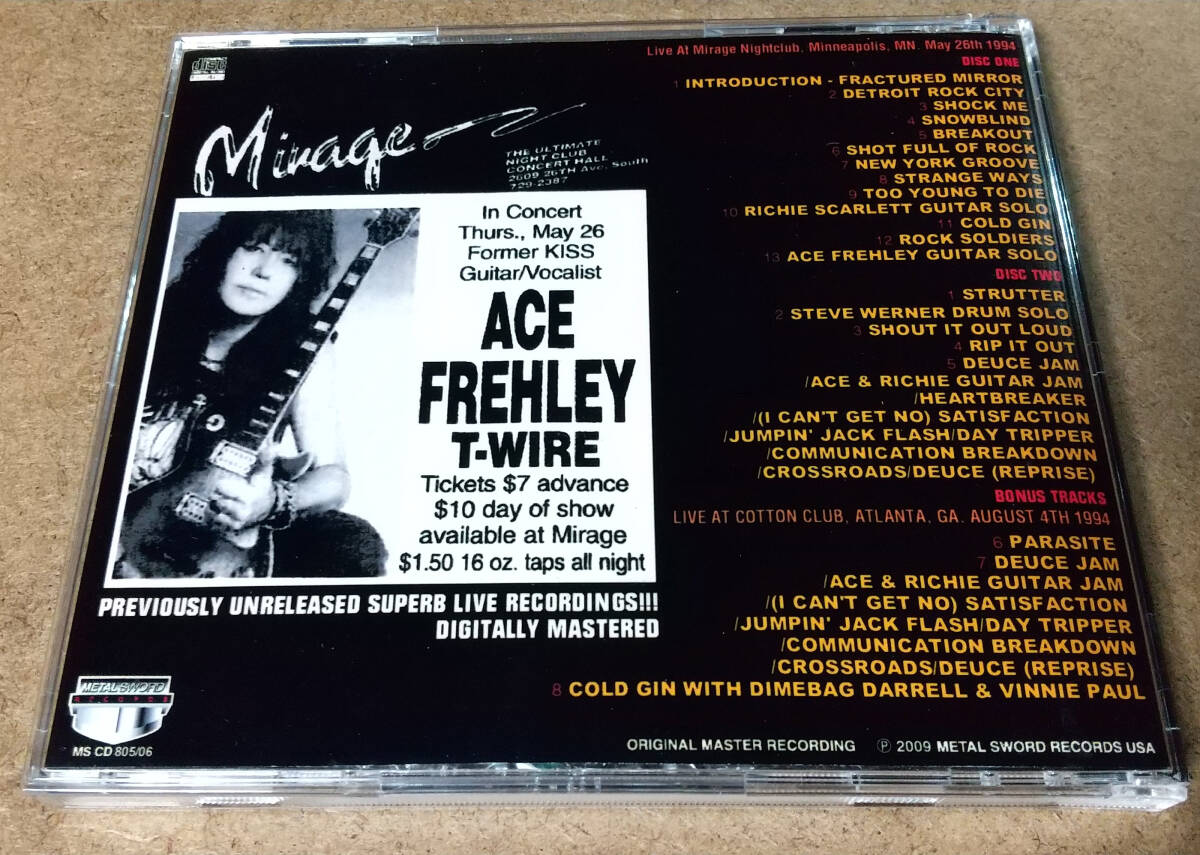 COMPACT
disc
Mirage
THE ULTIMATE
NIGHT CLUB
CONCERT HALL
2609 26TH Ave. South
729-2387
In Concert
Thurs., May 26
Former KISS
Guitar/Vocalist
ACE
FREHLEY
T-WIRE
Tickets $7 advance
$10 day of show
available at Mirage
$1.50 16 oz. taps all night
PREVIOUSLY UNRELEASED SUPERB LIVE RECORDINGS!!!
DIGITALLY MASTERED
METAL SWORD
RECORDS
MS CD 805/06
Live At Mirage Nightclub, Minneapolis, MN. May 26th 1994
DISC ONE
1 INTRODUCTION - FRACTURED MIRROR
2 DETROIT ROCK CITY
3 SHOCK ME
4 SNOWBLIND
5 BREAKOUT
6 SHOT FULL OF ROCK
7 NEW YORK GROOVE
8 STRANGE WAYS
9 TOO YOUNG TO DIE
10 RICHIE SCARLETT GUITAR SOLO
11 COLD GIN
12 ROCK SOLDIERS
13 ACE FREHLEY GUITAR SOLO
DISC TWO
1 STRUTTER
2 STEVE WERNER DRUM SOLO
3 SHOUT IT OUT LOUD
4 RIP IT OUT
5 DEUCE JAM
/ACE & RICHIE GUITAR JAM
/HEARTBREAKER
/(I CAN'T GET NO) SATISFACTION
/JUMPIN' JACK FLASH/DAY TRIPPER
/COMMUNICATION BREAKDOWN
/CROSSROADS/DEUCE (REPRISE)
BONUS TRACKS
LIVE AT COTTON CLUB, ATLANTA, GA. AUGUST 4TH 1994
6 PARASITE
7 DEUCE JAM
/ACE & RICHIE GUITAR JAM
/(I CAN'T GET NO) SATISFACTION
/JUMPIN' JACK FLASH/DAY TRIPPER
/COMMUNICATION BREAKDOWN
/CROSSROADS/DEUCE (REPRISE)
8 COLD GIN WITH DIMEBAG DARRELL & VINNIE PAUL
ORIGINAL MASTER RECORDING ℗ 2009 METAL SWORD RECORDS USA